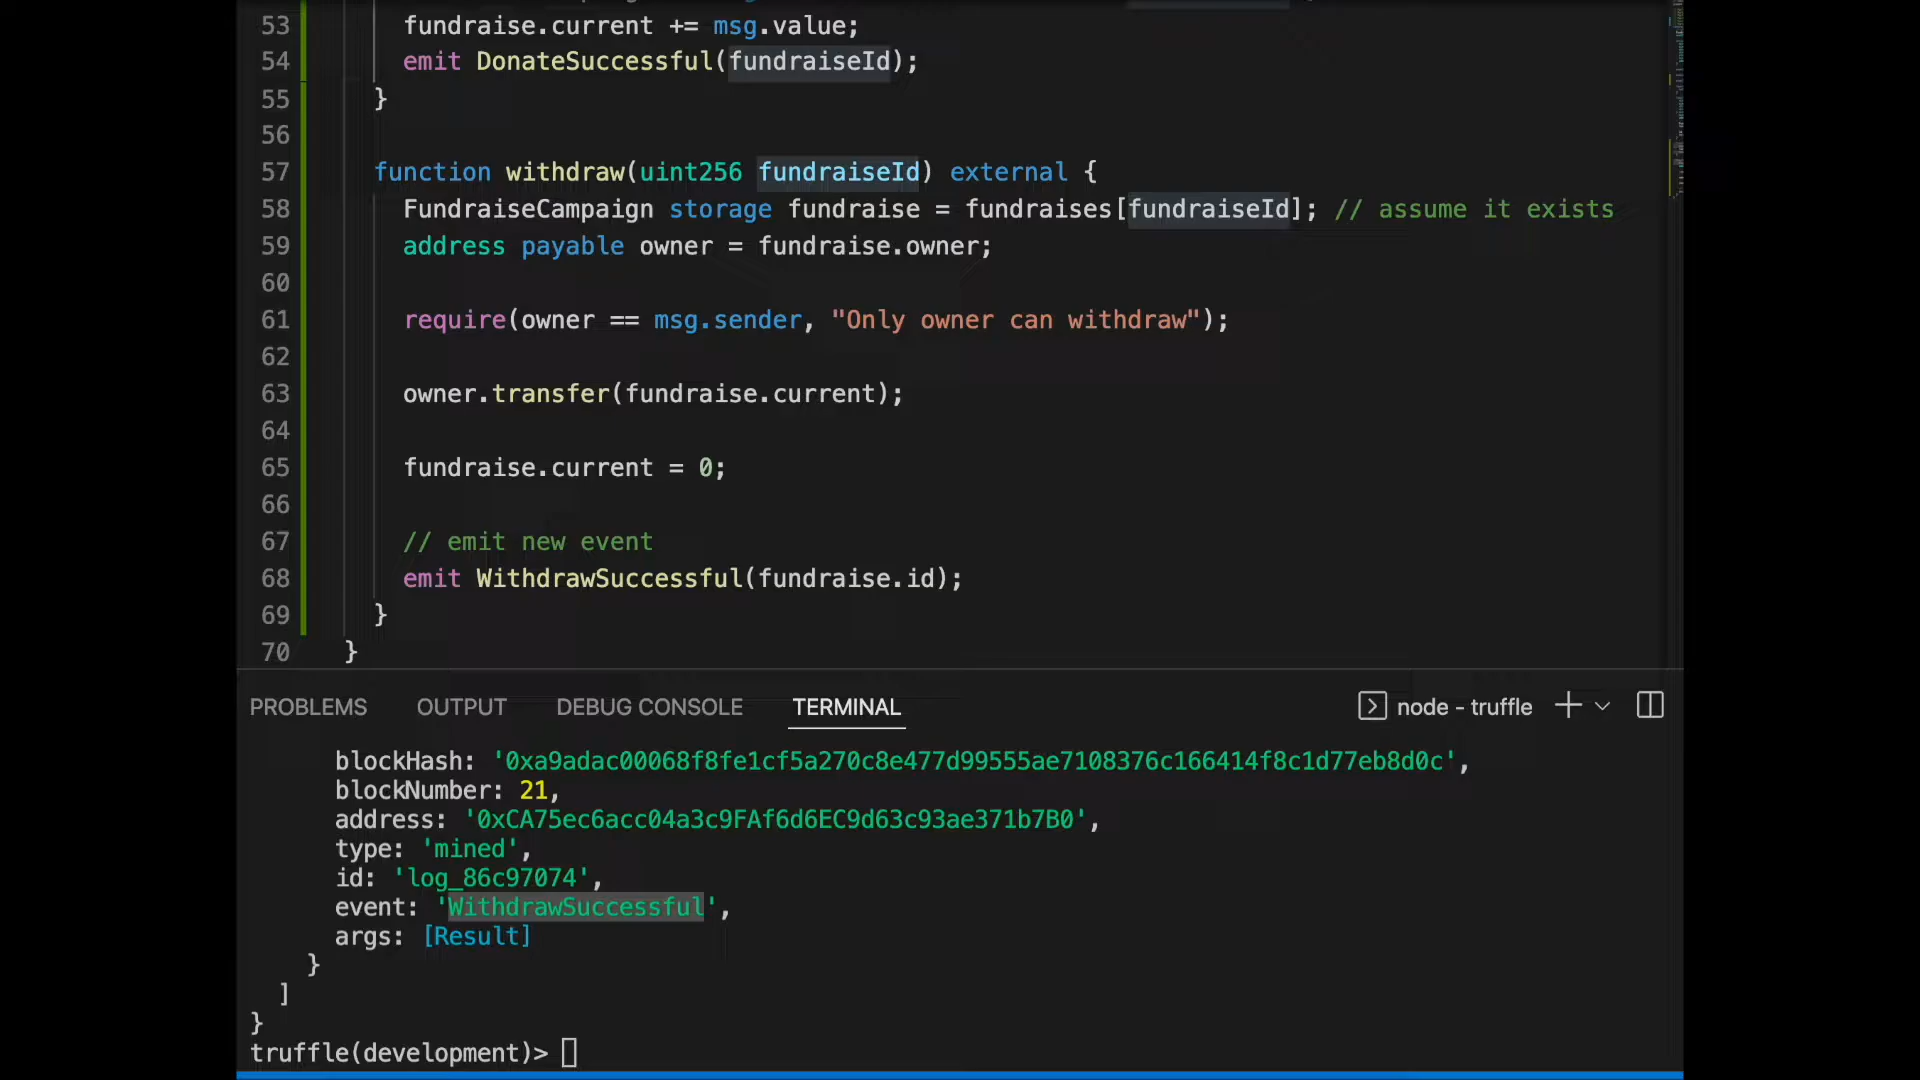 53 fundraise.current += msg.value;
54 emit DonateSuccessful(fundraiseId);
55 }
56
57 function withdraw(uint256 fundraiseId) external {
58 FundraiseCampaign storage fundraise = fundraises[fundraiseId]; // assume it exists
59 address payable owner = fundraise.owner;
60
61 require(owner == msg.sender, "Only owner can withdraw");
62
63 owner.transfer(fundraise.current);
64
65 fundraise.current = 0;
66
67 // emit new event
68 emit WithdrawSuccessful(fundraise.id);
69 }
70 }
PROBLEMS OUTPUT DEBUG CONSOLE TERMINAL node - truffle
blockHash: '0xa9adac00068f8fe1cf5a270c8e477d99555ae7108376c166414f8c1d77eb8d0c',
blockNumber: 21,
address: '0xCA75ec6acc04a3c9FAf6d6EC9d63c93ae371b7B0',
type: 'mined',
id: 'log_86c97074',
event: 'WithdrawSuccessful',
args: [Result]
}
]
}
truffle(development)>